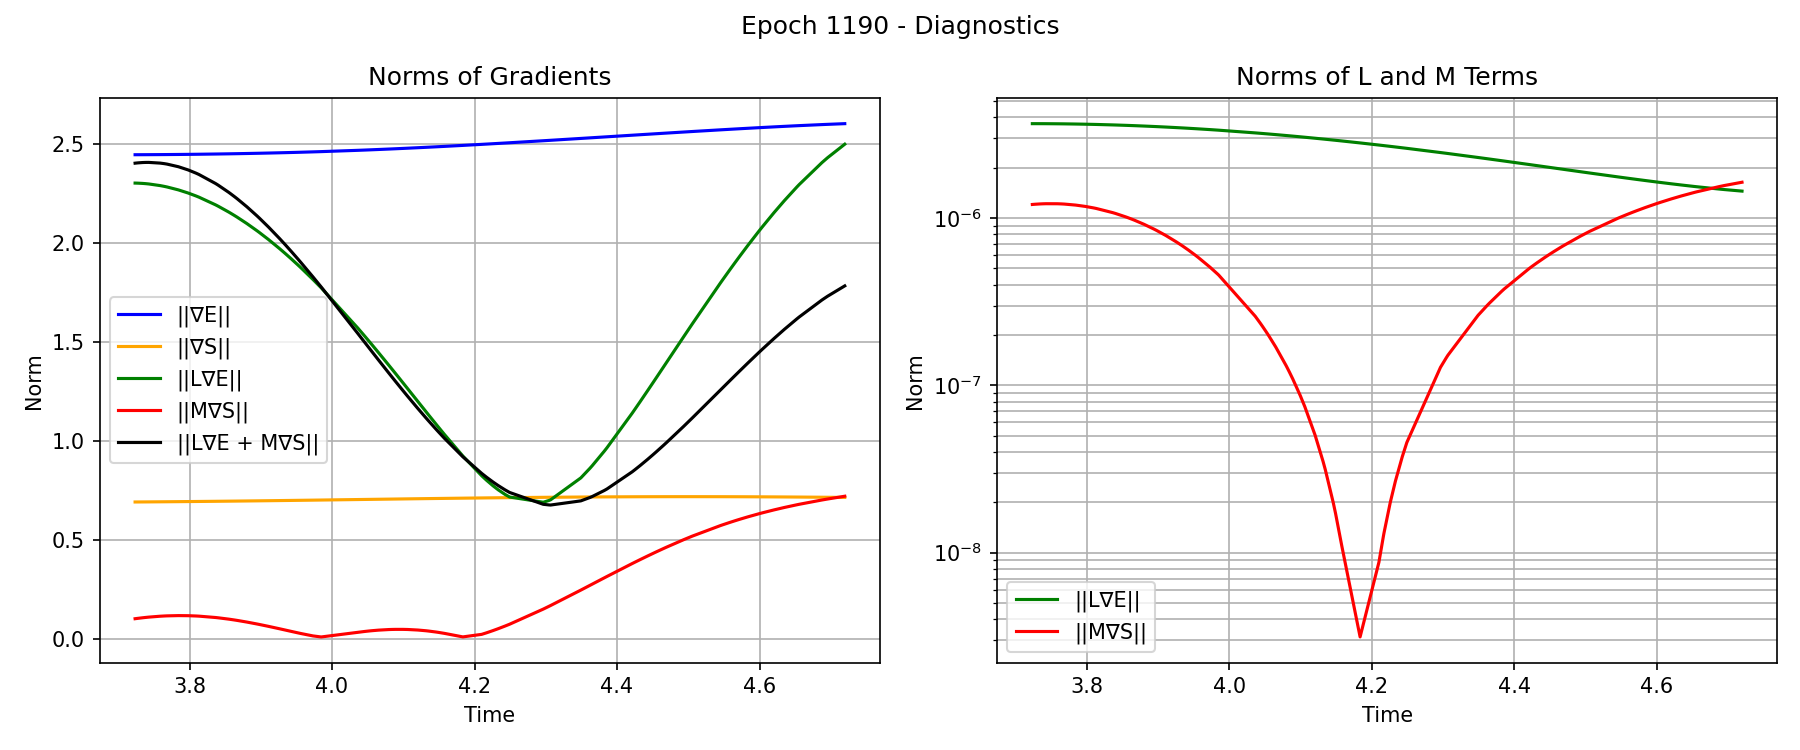 Epoch 1190 - Diagnostics
Norms of Gradients
Norm
2.5
2.0
1.5
1.0
0.5
0.0
||∇E||
||∇S||
||L∇E||
||M∇S||
||L∇E + M∇S||
3.8
4.0
4.2
4.4
4.6
Time
Norms of L and M Terms
Norm
10⁻⁶
10⁻⁷
10⁻⁸
||L∇E||
||M∇S||
3.8
4.0
4.2
4.4
4.6
Time